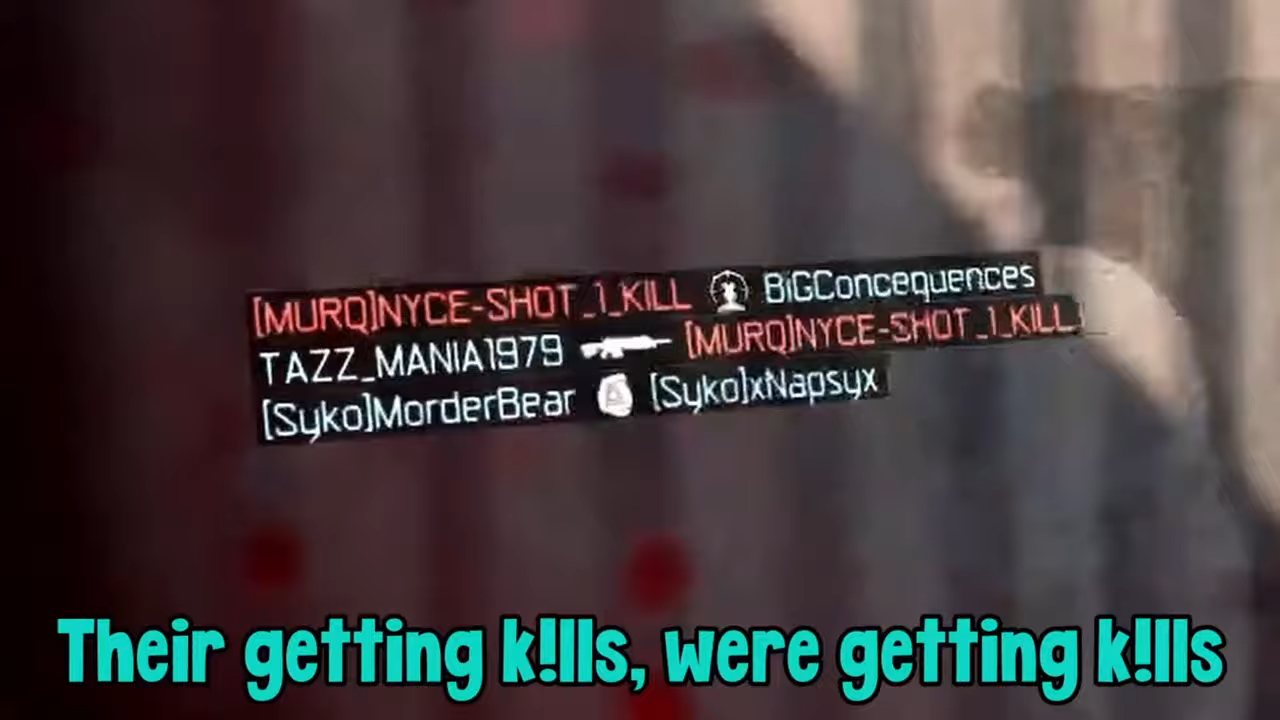 [MURQ]NYCE-SHOT_1_KILL BiGConcequences
TAZZ_MANIA1979 [MURQ]NYCE-SHOT_1_KILL
[Syko]MorderBear [Syko]xNapsyx
Their getting k!lls, were getting k!lls